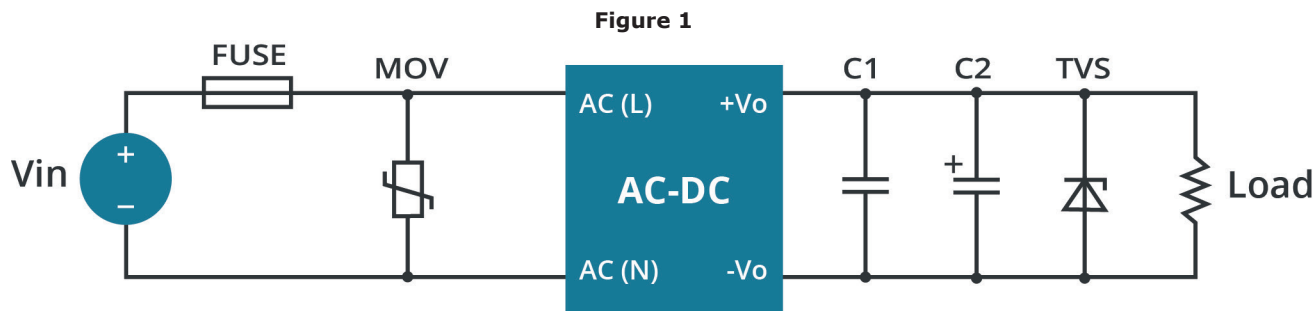 Figure 1
FUSE
MOV
C1
C2
TVS
AC (L)
+Vo
+
+
Vin
AC-DC
Load
−
AC (N)
-Vo